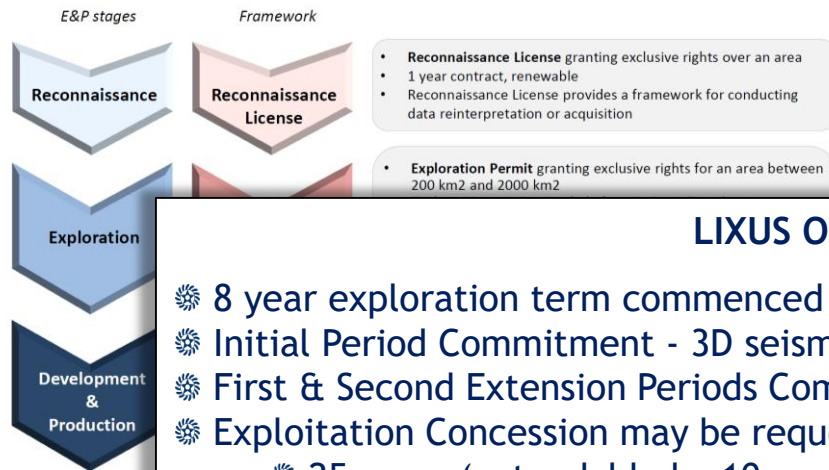 E&P stages
Framework
Reconnaissance
Reconnaissance
License
• Reconnaissance License granting exclusive rights over an area
• 1 year contract, renewable
• Reconnaissance License provides a framework for conducting
data reinterpretation or acquisition
Exploration
• Exploration Permit granting exclusive rights for an area between
200 km2 and 2000 km2
Development
&
Production
LIXUS O
8 year exploration term commenced
Initial Period Commitment - 3D seism
First & Second Extension Periods Com
Exploitation Concession may be reque